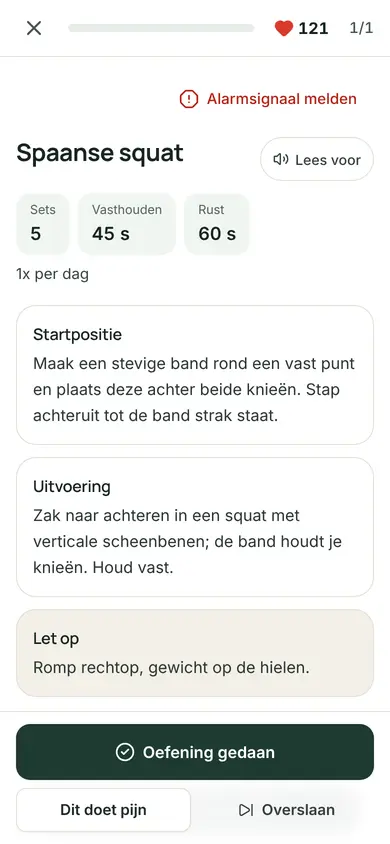 121
1/1
Alarmsignaal melden
Spaanse squat
Lees voor
Sets
5
Vasthouden
45 s
Rust
60 s
1x per dag
Startpositie
Maak een stevige band rond een vast punt
en plaats deze achter beide knieën. Stap
achteruit tot de band strak staat.
Uitvoering
Zak naar achteren in een squat met
verticale scheenbenen; de band houdt je
knieën. Houd vast.
Let op
Romp rechtop, gewicht op de hielen.
Oefening gedaan
Dit doet pijn
Overslaan